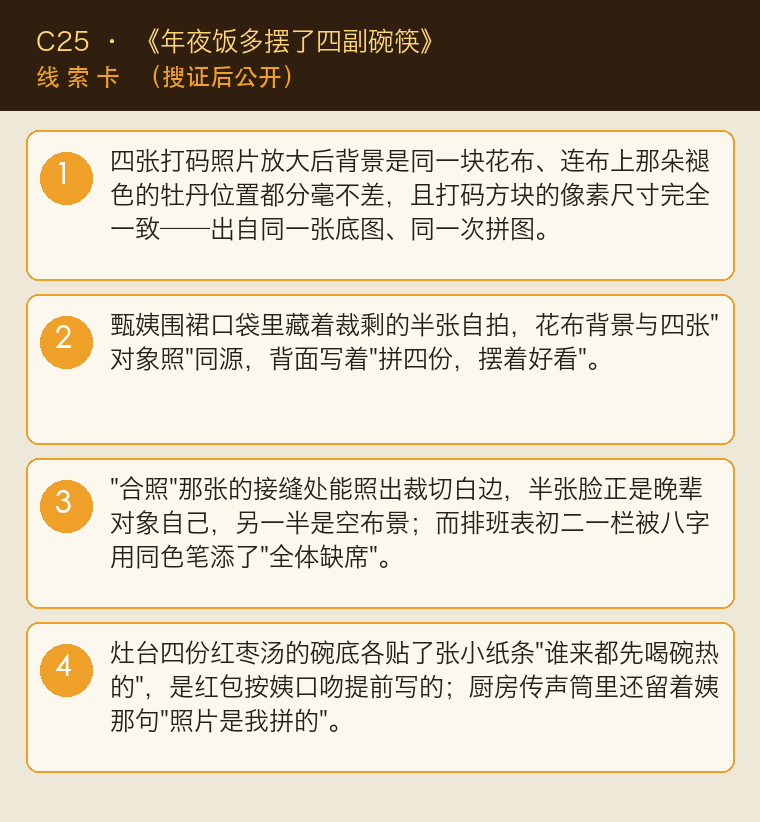 C25 · 《年夜饭多摆了四副碗筷》
线索卡 （搜证后公开）
1
四张打码照片放大后背景是同一块花布、连布上那朵褪
色的牡丹位置都分毫不差，且打码方块的像素尺寸完全
一致——出自同一张底图、同一次拼图。
2
甄姨围裙口袋里藏着裁剩的半张自拍，花布背景与四张"
对象照"同源，背面写着"拼四份，摆着好看"。
3
"合照"那张的接缝处能照出裁切白边，半张脸正是晚辈
对象自己，另一半是空布景；而排班表初二一栏被八字
用同色笔添了"全体缺席"。
4
灶台四份红枣汤的碗底各贴了张小纸条"谁来都先喝碗热
的"，是红包按姨口吻提前写的；厨房传声筒里还留着姨
那句"照片是我拼的"。